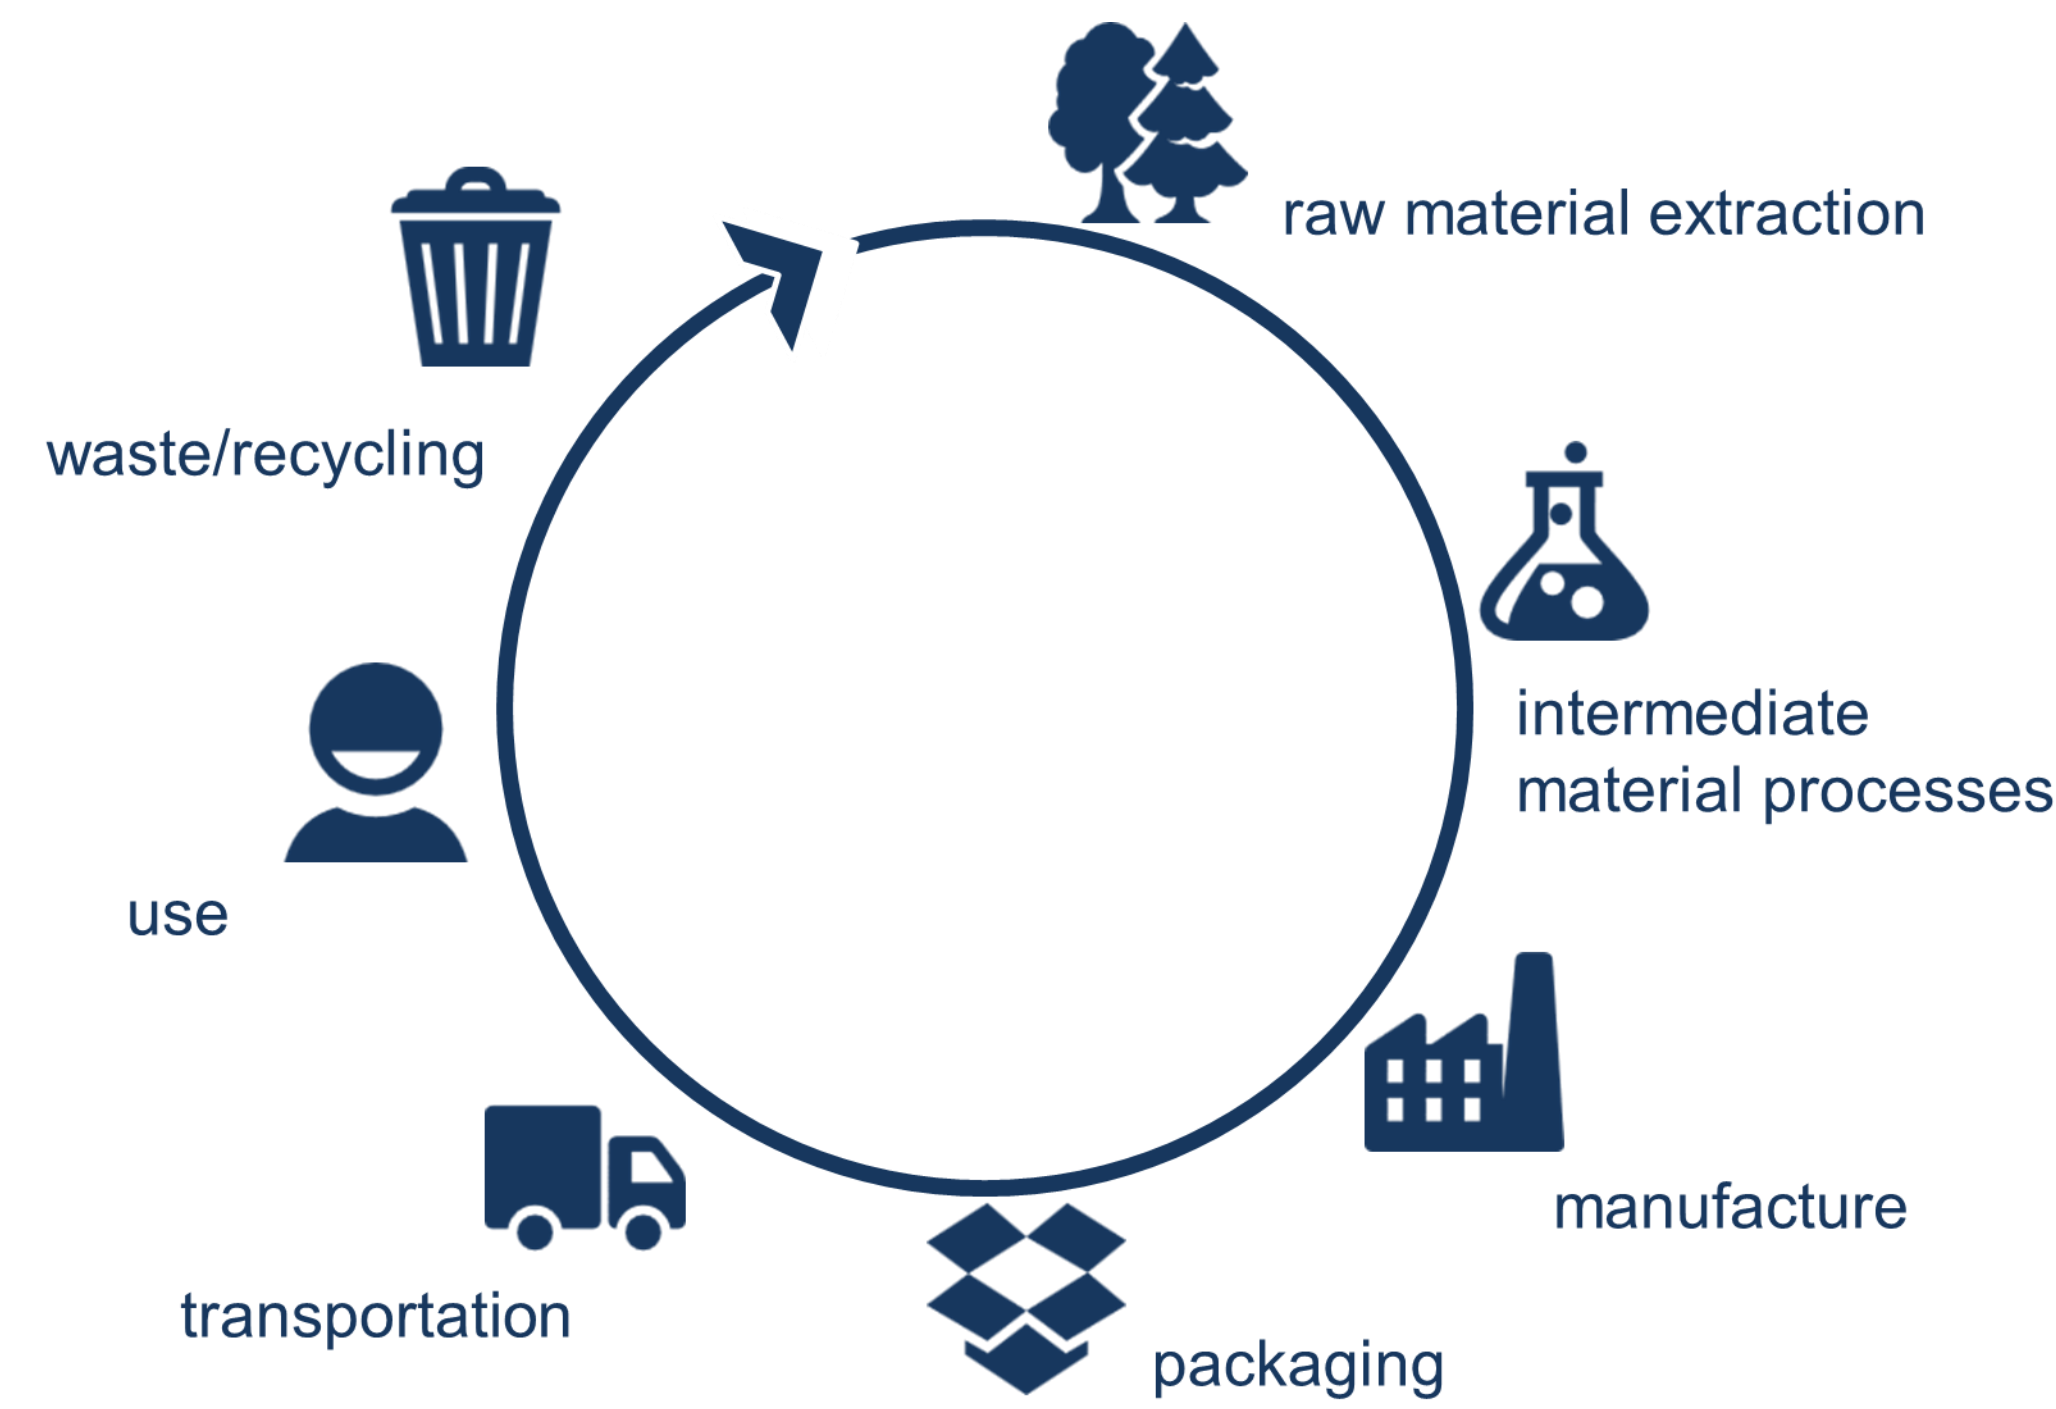 raw material extraction
intermediate
material processes
manufacture
packaging
transportation
use
waste/recycling